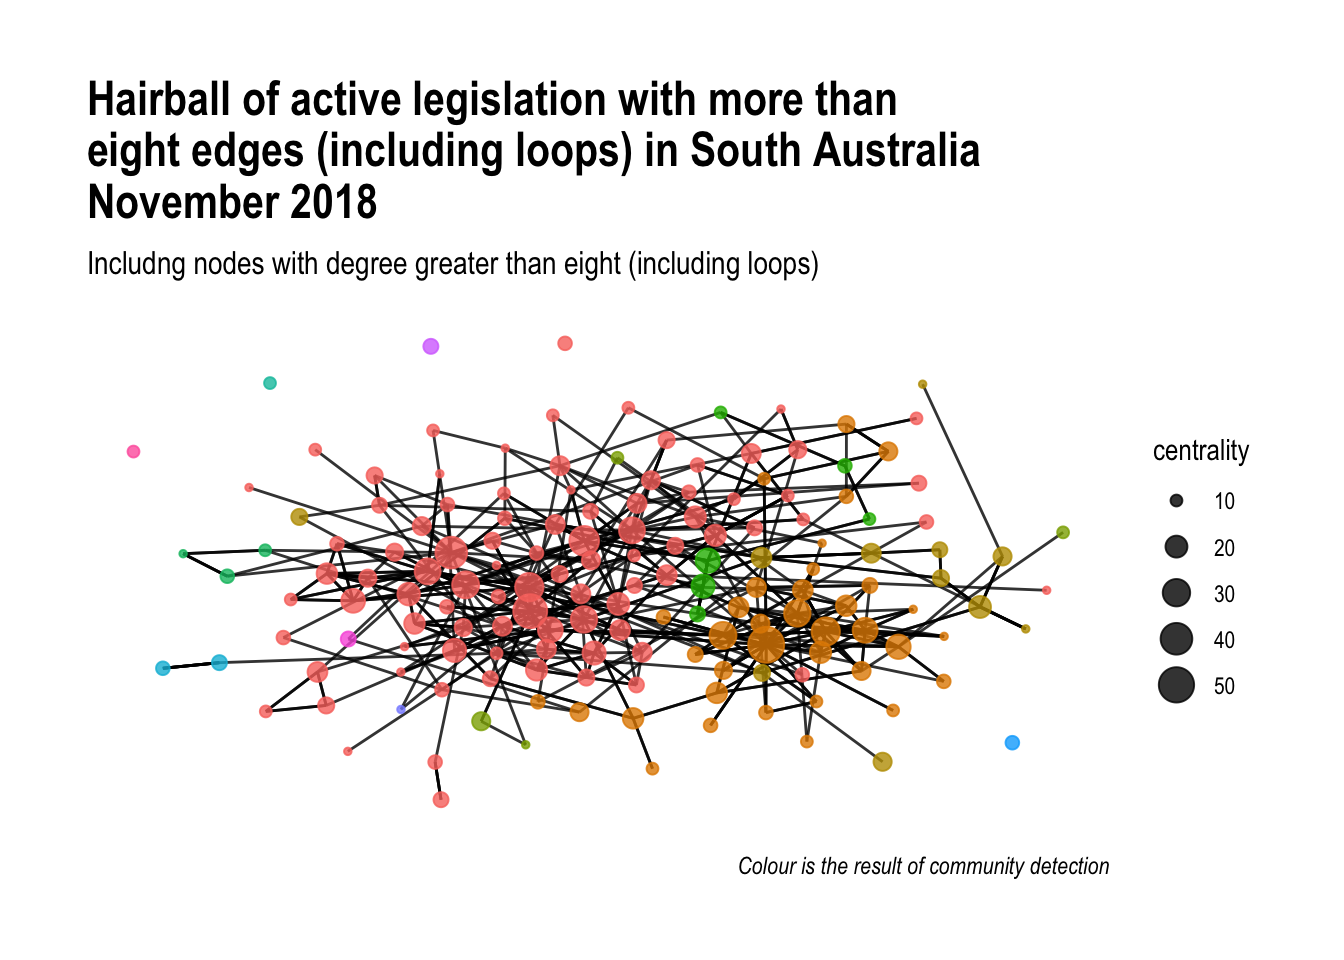 Hairball of active legislation with more than
eight edges (including loops) in South Australia
November 2018
Includng nodes with degree greater than eight (including loops)
centrality
10
20
30
40
50
Colour is the result of community detection